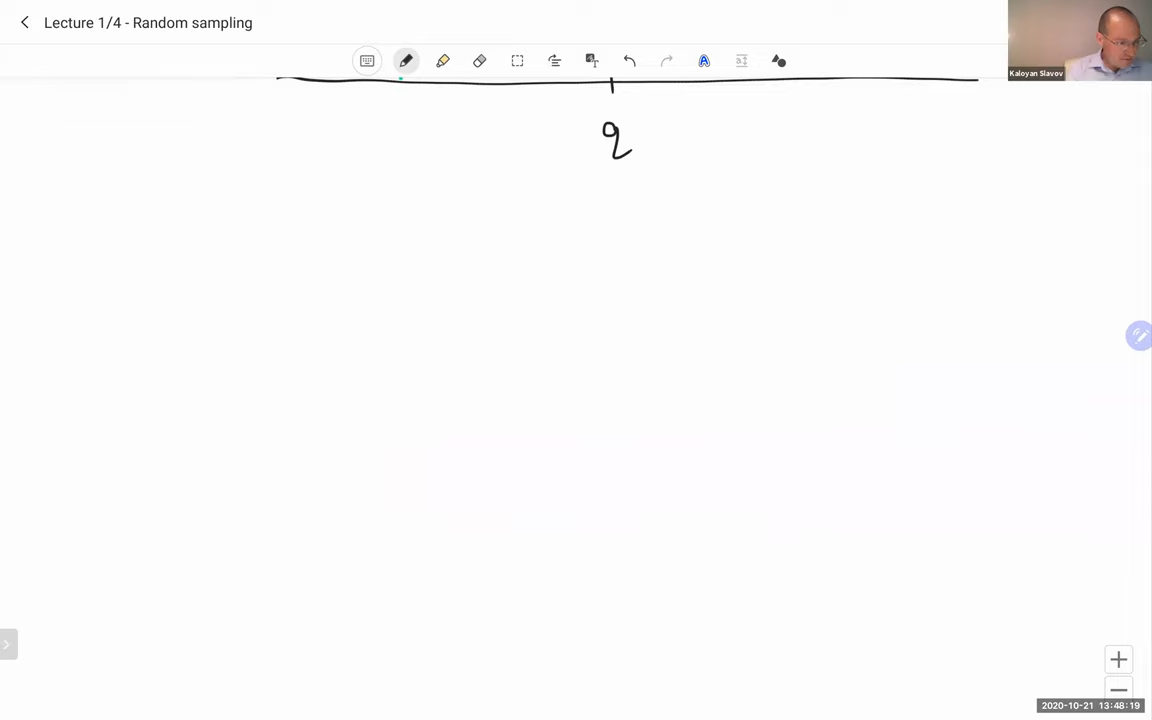 Lecture 1/4 - Random sampling
Kaloyan Slavov
q
2020-10-21 13:48:19